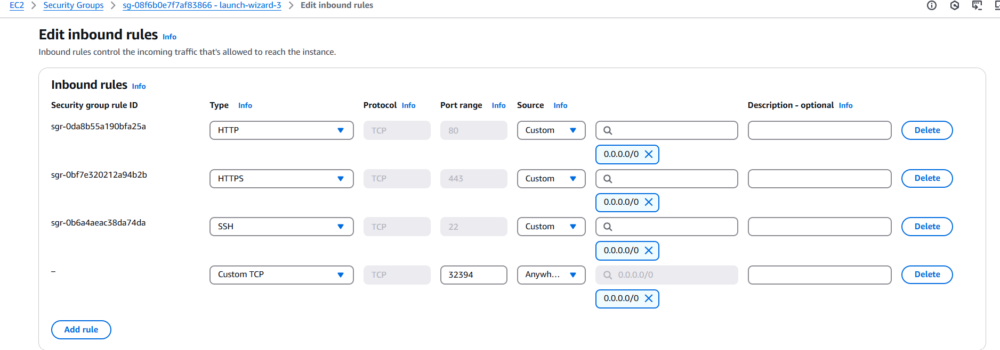 EC2 > Security Groups > sg-08f6b0e7f7af83866 - launch-wizard-3 > Edit inbound rules
Edit inbound rules Info
Inbound rules control the incoming traffic that's allowed to reach the instance.
Inbound rules Info
Security group rule ID Type Info Protocol Info Port range Info Source Info Description - optional Info
sgr-0da8b55a190bfa25a HTTP TCP 80 Custom Delete
0.0.0.0/0
sgr-0bf7e320212a94b2b HTTPS TCP 443 Custom Delete
0.0.0.0/0
sgr-0b6a4aeac38da74da SSH TCP 22 Custom Delete
0.0.0.0/0
– Custom TCP TCP 32394 Anywh... 0.0.0.0/0 Delete
0.0.0.0/0
Add rule